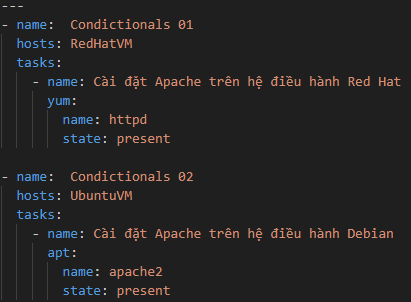 ---
- name:  Condictionals 01
  hosts: RedHatVM
  tasks:
    - name: Cài đặt Apache trên hệ điều hành Red Hat
      yum:
        name: httpd
        state: present

- name:  Condictionals 02
  hosts: UbuntuVM
  tasks:
    - name: Cài đặt Apache trên hệ điều hành Debian
      apt:
        name: apache2
        state: present